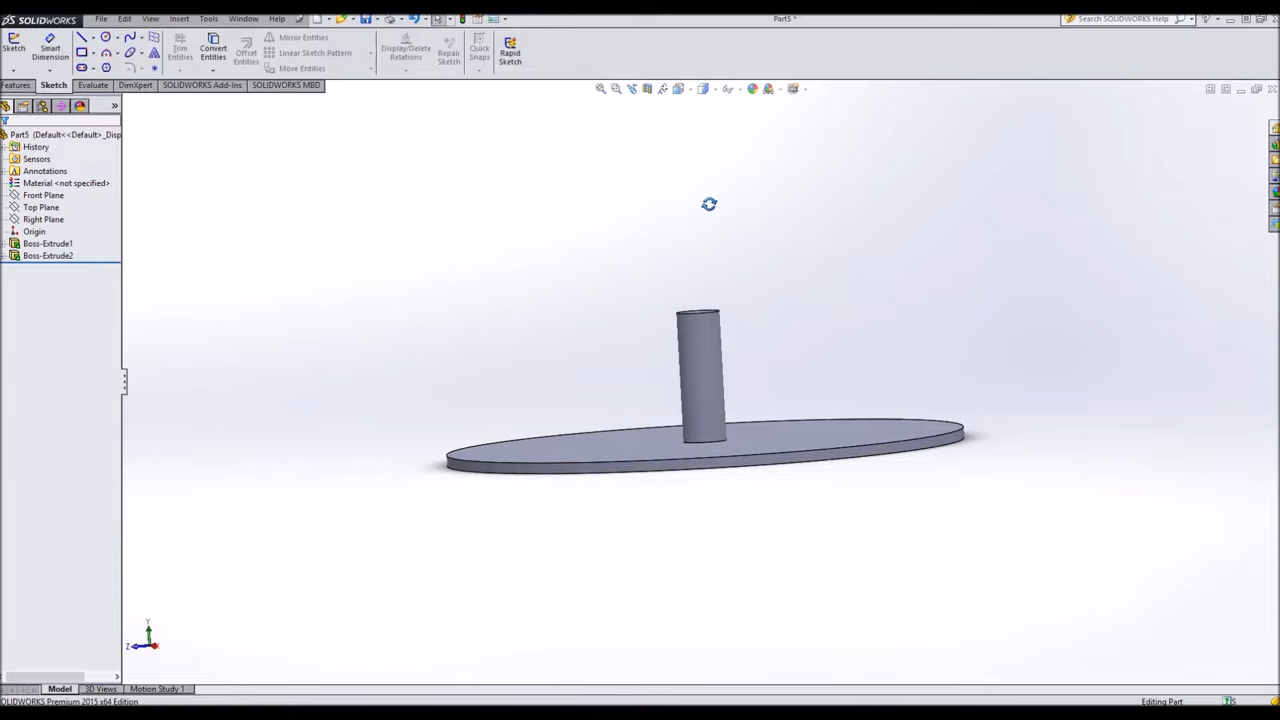 SOLIDWORKS File Edit View Insert Tools Window Help Part5 * Search SOLIDWORKS Help
Sketch Smart Dimension Trim Entities Convert Entities Offset Entities Mirror Entities Linear Sketch Pattern Move Entities Display/Delete Relations Repair Sketch Quick Snaps Rapid Sketch
Features Sketch Evaluate DimXpert SOLIDWORKS Add-Ins SOLIDWORKS MBD
Part5 (Default<<Default>_Disp
History
Sensors
Annotations
Material <not specified>
Front Plane
Top Plane
Right Plane
Origin
Boss-Extrude1
Boss-Extrude2
Y
Z X
Model 3D Views Motion Study 1
SOLIDWORKS Premium 2015 x64 Edition Editing Part